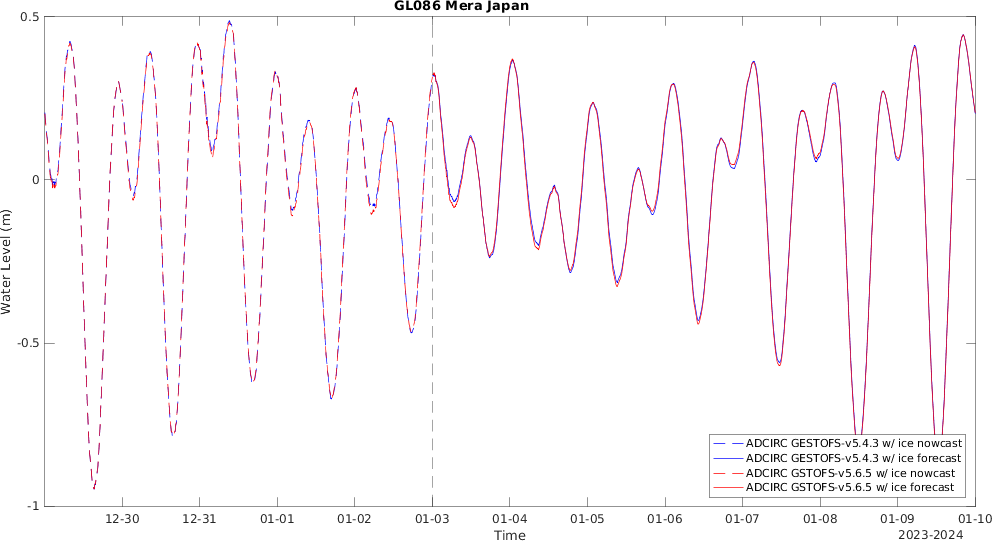 GL086 Mera Japan
0.5
0
-0.5
-1
Water Level (m)
12-30 12-31 01-01 01-02 01-03 01-04 01-05 01-06 01-07 01-08 01-09 01-10
Time
2023-2024
ADCIRC GESTOFS-v5.4.3 w/ ice nowcast
ADCIRC GESTOFS-v5.4.3 w/ ice forecast
ADCIRC GSTOFS-v5.6.5 w/ ice nowcast
ADCIRC GSTOFS-v5.6.5 w/ ice forecast